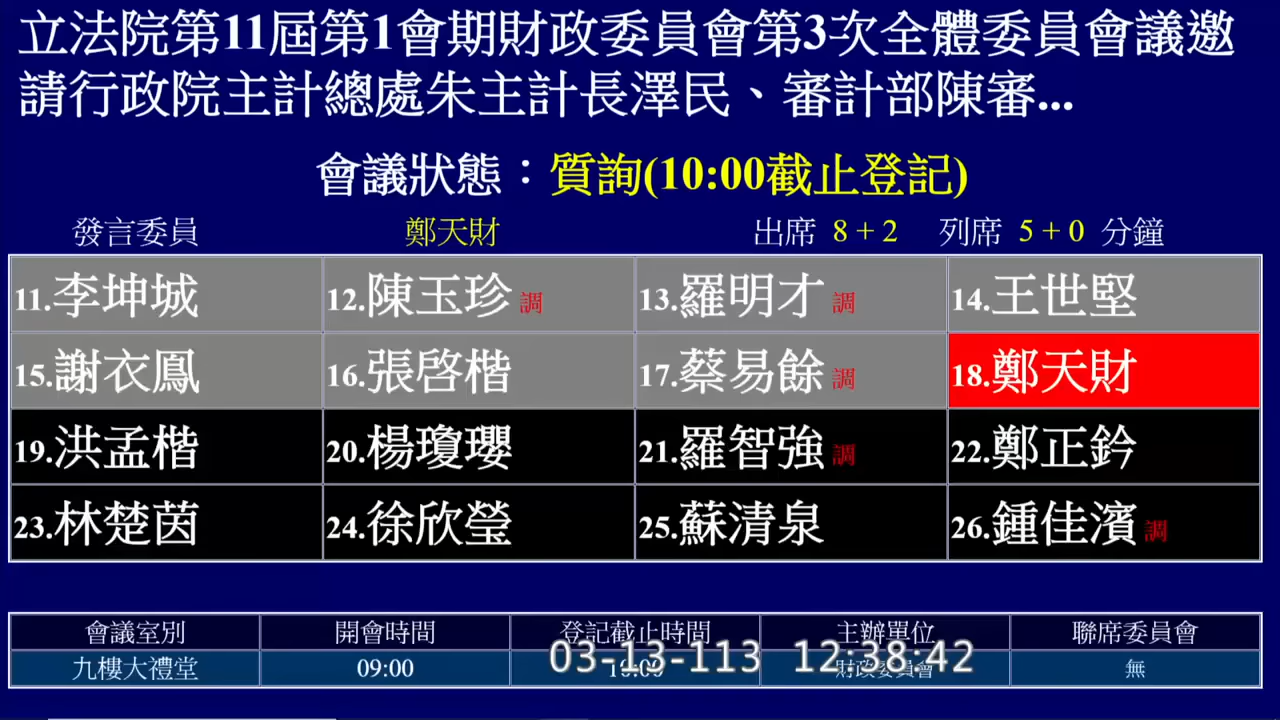 立法院第11屆第1會期財政委員會第3次全體委員會議邀
請行政院主計總處朱主計長澤民、審計部陳審...
會議狀態：質詢(10:00截止登記)
發言委員 鄭天財 出席 8 + 2 列席 5 + 0 分鐘
11.李坤城 12.陳玉珍 調 13.羅明才 調 14.王世堅
15.謝衣鳯 16.張啓楷 17.蔡易餘 調 18.鄭天財
19.洪孟楷 20.楊瓊瓔 21.羅智強 調 22.鄭正鈐
23.林楚茵 24.徐欣瑩 25.蘇清泉 26.鍾佳濱 調
會議室別 開會時間 登記截止時間 主辦單位 聯席委員會
九樓大禮堂 09:00 10:00 財政委員會 無
03-13-113 12:38:42